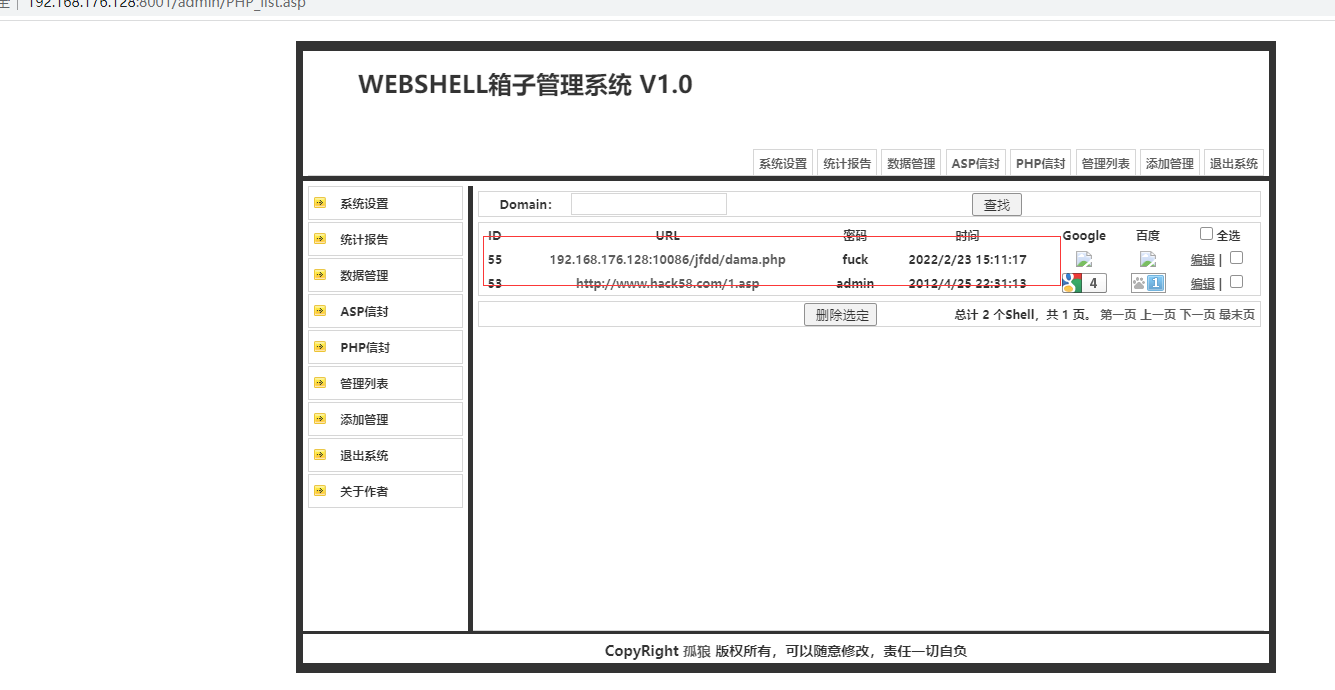 192.168.176.128:8001/admin/PHP_list.asp
WEBSHELL箱子管理系统 V1.0
系统设置 统计报告 数据管理 ASP信封 PHP信封 管理列表 添加管理 退出系统
系统设置
统计报告
数据管理
ASP信封
PHP信封
管理列表
添加管理
退出系统
关于作者
Domain: 查找
ID URL 密码 时间 Google 百度 全选
55 192.168.176.128:10086/jfdd/dama.php fuck 2022/2/23 15:11:17 编辑 |
53 http://www.hack58.com/1.asp admin 2012/4/25 22:31:13 4 1 编辑 |
删除选定 总计 2 个Shell，共 1 页。 第一页 上一页 下一页 最末页
CopyRight 孤狼 版权所有，可以随意修改，责任一切自负